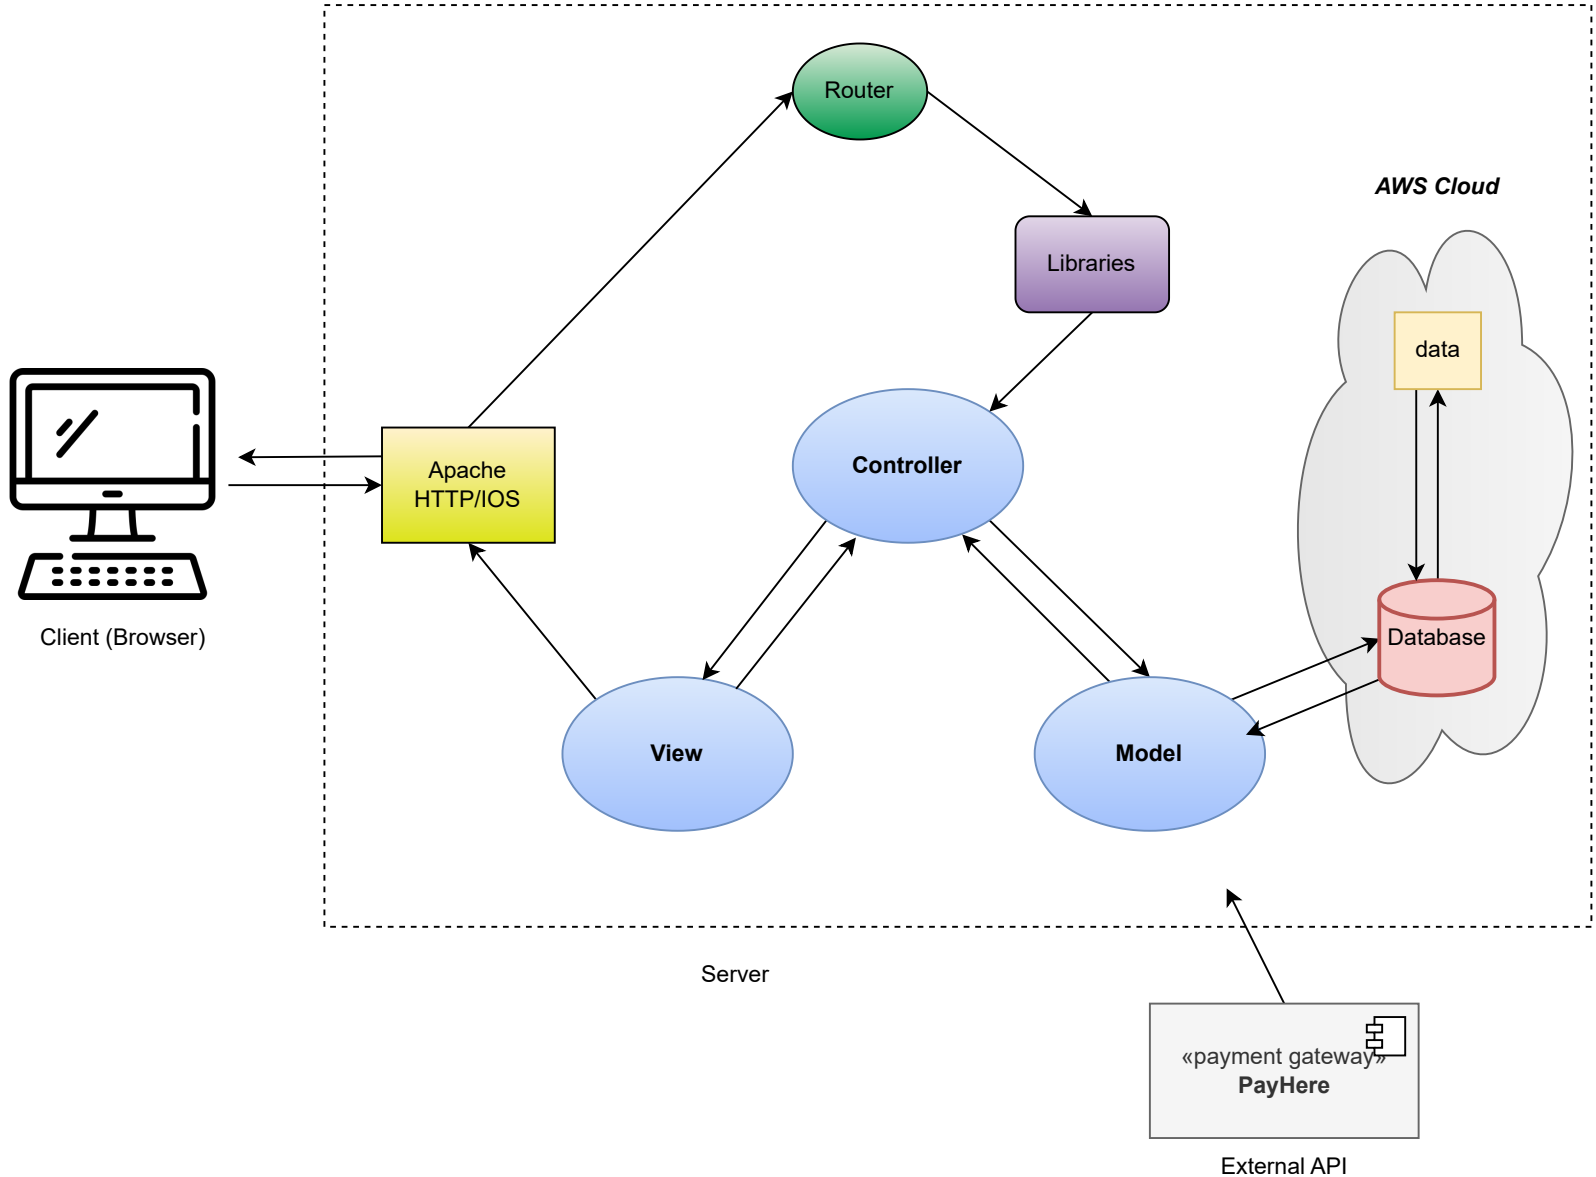 Router
AWS Cloud
Libraries
data
Apache
HTTP/IOS
Controller
Client (Browser)
Database
View
Model
Server
«payment gateway»
PayHere
External API